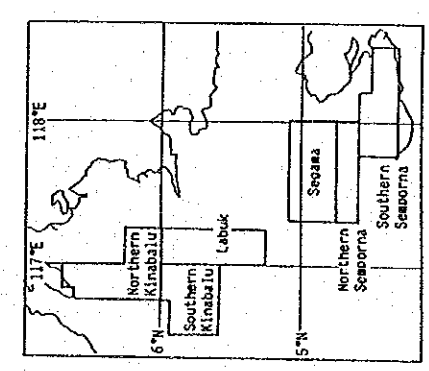 117°E
118°E
Northern
Kinabalu
6°N
Southern
Kinabalu
Labuk
5°N
Segama
Northern
Semporna
Southern
Semporna